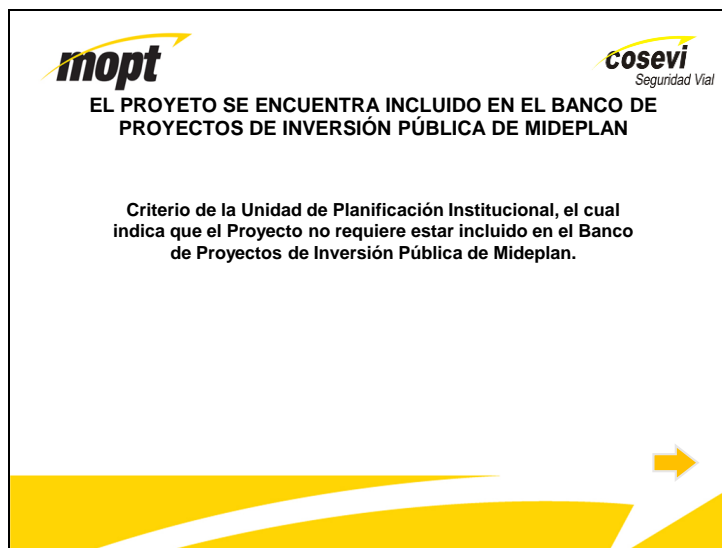 mopt
cosevi
Seguridad Vial
EL PROYETO SE ENCUENTRA INCLUIDO EN EL BANCO DE
PROYECTOS DE INVERSIÓN PÚBLICA DE MIDEPLAN
Criterio de la Unidad de Planificación Institucional, el cual
indica que el Proyecto no requiere estar incluido en el Banco
de Proyectos de Inversión Pública de Mideplan.